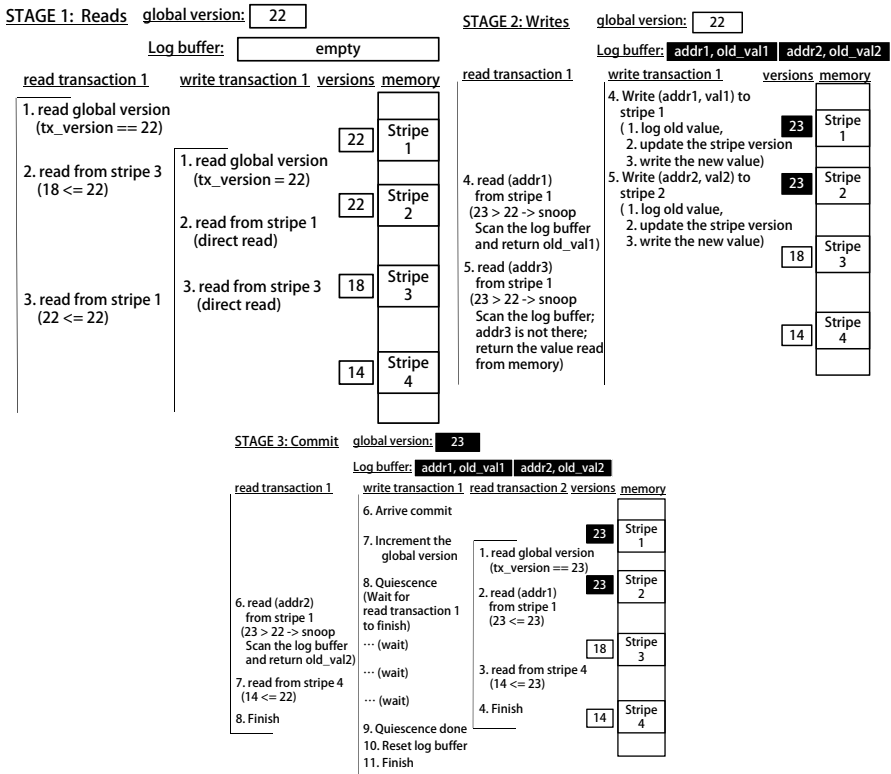 STAGE 1: Reads global version: 22
Log buffer: empty
read transaction 1 write transaction 1 versions memory
1. read global version
(tx_version == 22)
2. read from stripe 3
(18 <= 22)
3. read from stripe 1
(22 <= 22)
1. read global version
(tx_version = 22)
2. read from stripe 1
(direct read)
3. read from stripe 3
(direct read)
22
22
18
14
Stripe
1
Stripe
2
Stripe
3
Stripe
4
STAGE 2: Writes global version: 22
Log buffer: addr1, old_val1 addr2, old_val2
read transaction 1 write transaction 1 versions memory
4. read (addr1)
from stripe 1
(23 > 22 -> snoop
Scan the log buffer
and return old_val1)
5. read (addr3)
from stripe 1
(23 > 22 -> snoop
Scan the log buffer;
addr3 is not there;
return the value read
from memory)
4. Write (addr1, val1) to
stripe 1
( 1. log old value,
2. update the stripe version
3. write the new value)
5. Write (addr2, val2) to
stripe 2
( 1. log old value,
2. update the stripe version
3. write the new value)
23
23
18
14
Stripe
1
Stripe
2
Stripe
3
Stripe
4
STAGE 3: Commit global version: 23
Log buffer: addr1, old_val1 addr2, old_val2
read transaction 1 write transaction 1 read transaction 2 versions memory
6. read (addr2)
from stripe 1
(23 > 22 -> snoop
Scan the log buffer
and return old_val2)
7. read from stripe 4
(14 <= 22)
8. Finish
6. Arrive commit
7. Increment the
global version
8. Quiescence
(Wait for
read transaction 1
to finish)
... (wait)
... (wait)
... (wait)
9. Quiescence done
10. Reset log buffer
11. Finish
1. read global version
(tx_version == 23)
2. read (addr1)
from stripe 1
(23 <= 23)
3. read from stripe 4
(14 <= 23)
4. Finish
23
23
18
14
Stripe
1
Stripe
2
Stripe
3
Stripe
4